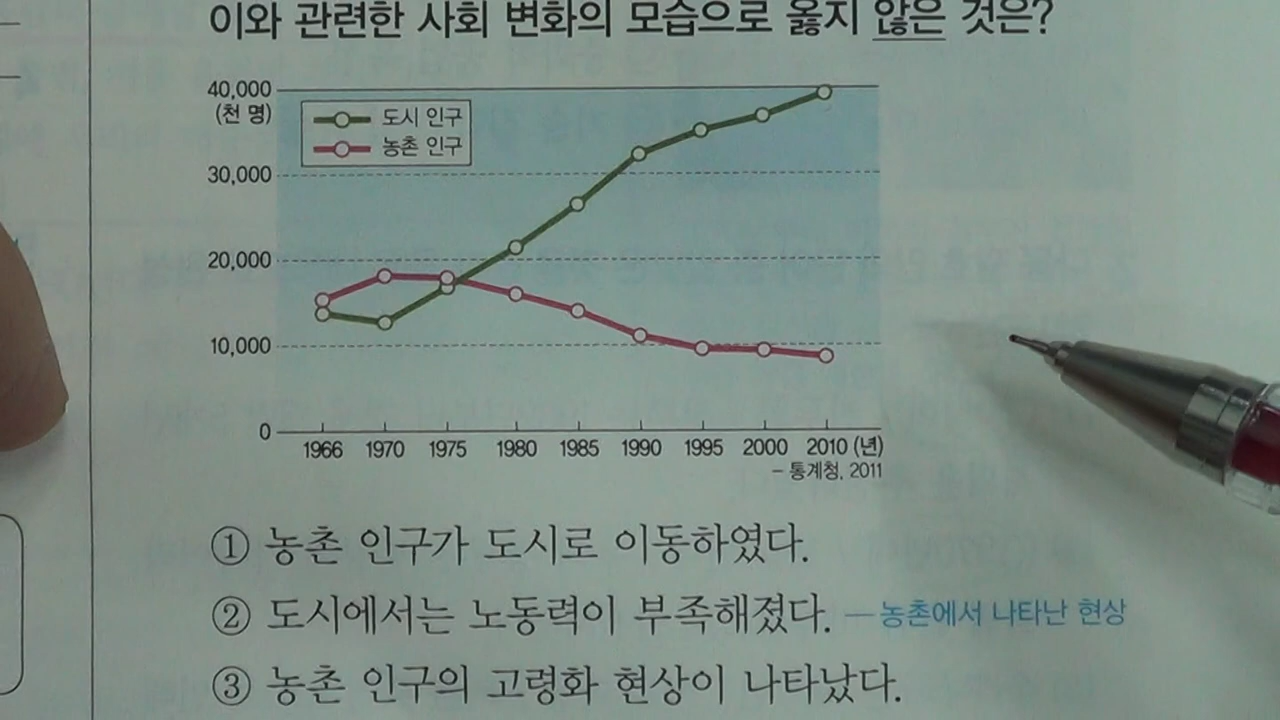 이와 관련한 사회 변화의 모습으로 옳지 않은 것은?
40,000
(천 명)
도시 인구
농촌 인구
30,000
20,000
10,000
0
1966 1970 1975 1980 1985 1990 1995 2000 2010 (년)
– 통계청, 2011
① 농촌 인구가 도시로 이동하였다.
② 도시에서는 노동력이 부족해졌다. — 농촌에서 나타난 현상
③ 농촌 인구의 고령화 현상이 나타났다.